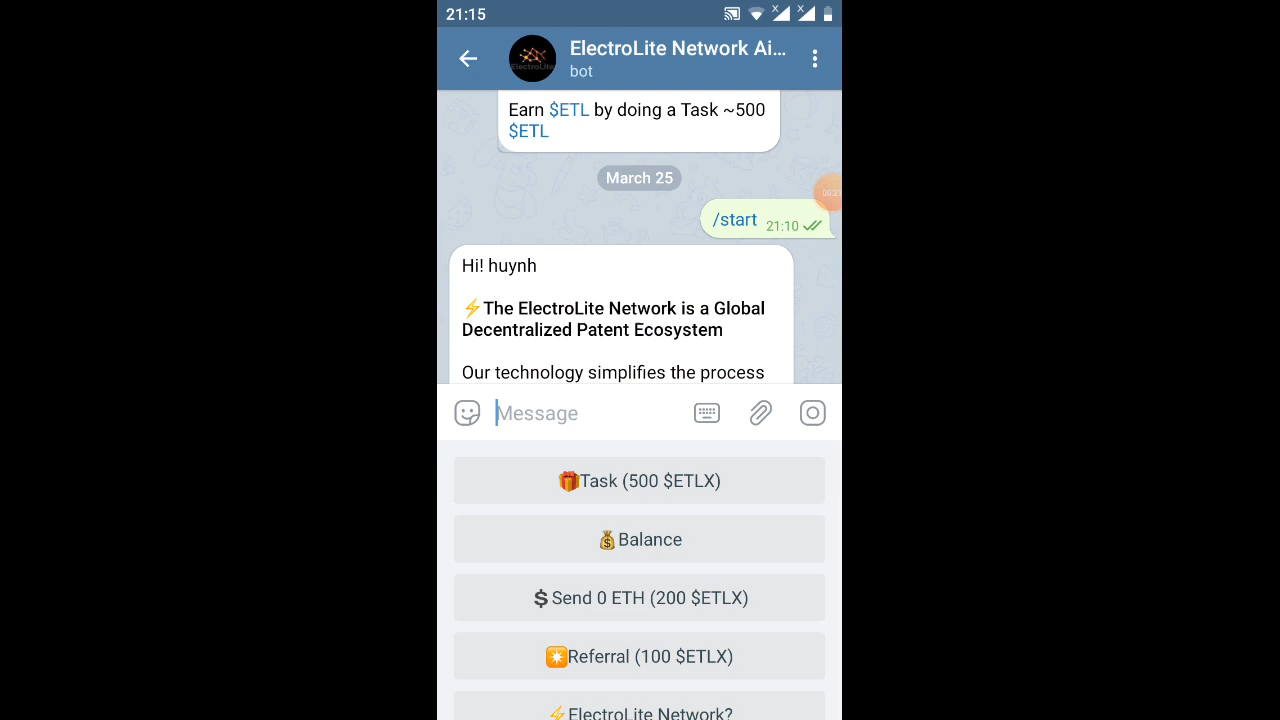 21:15
ElectroLite Network Ai...
bot
ElectroLite
Earn $ETL by doing a Task ~500
$ETL
March 25
/start 21:10
Hi! huynh
⚡The ElectroLite Network is a Global
Decentralized Patent Ecosystem
Our technology simplifies the process
Message
🎁Task (500 $ETLX)
💰Balance
💲Send 0 ETH (200 $ETLX)
✴️Referral (100 $ETLX)
⚡ElectroLite Network?